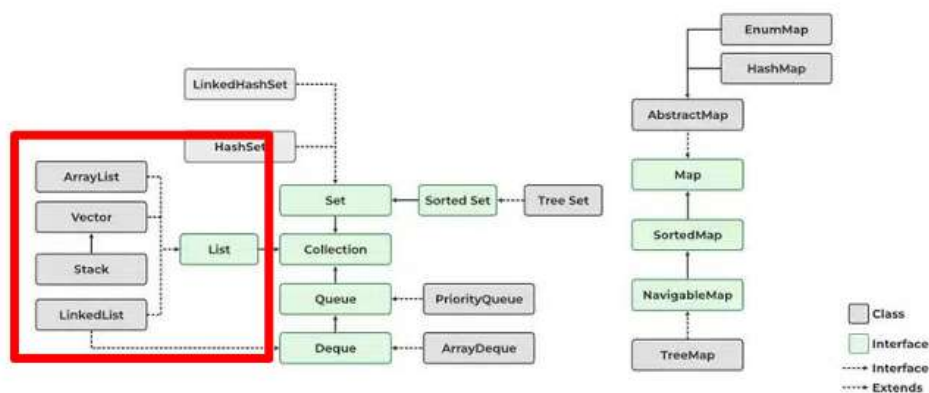 EnumMap
HashMap
LinkedHashSet
AbstractMap
HashSet
ArrayList
Map
Set
Sorted Set
Tree Set
Vector
SortedMap
List
Collection
Stack
Queue
PriorityQueue
NavigableMap
LinkedList
Class
Deque
ArrayDeque
Interface
TreeMap
Interface
Extends